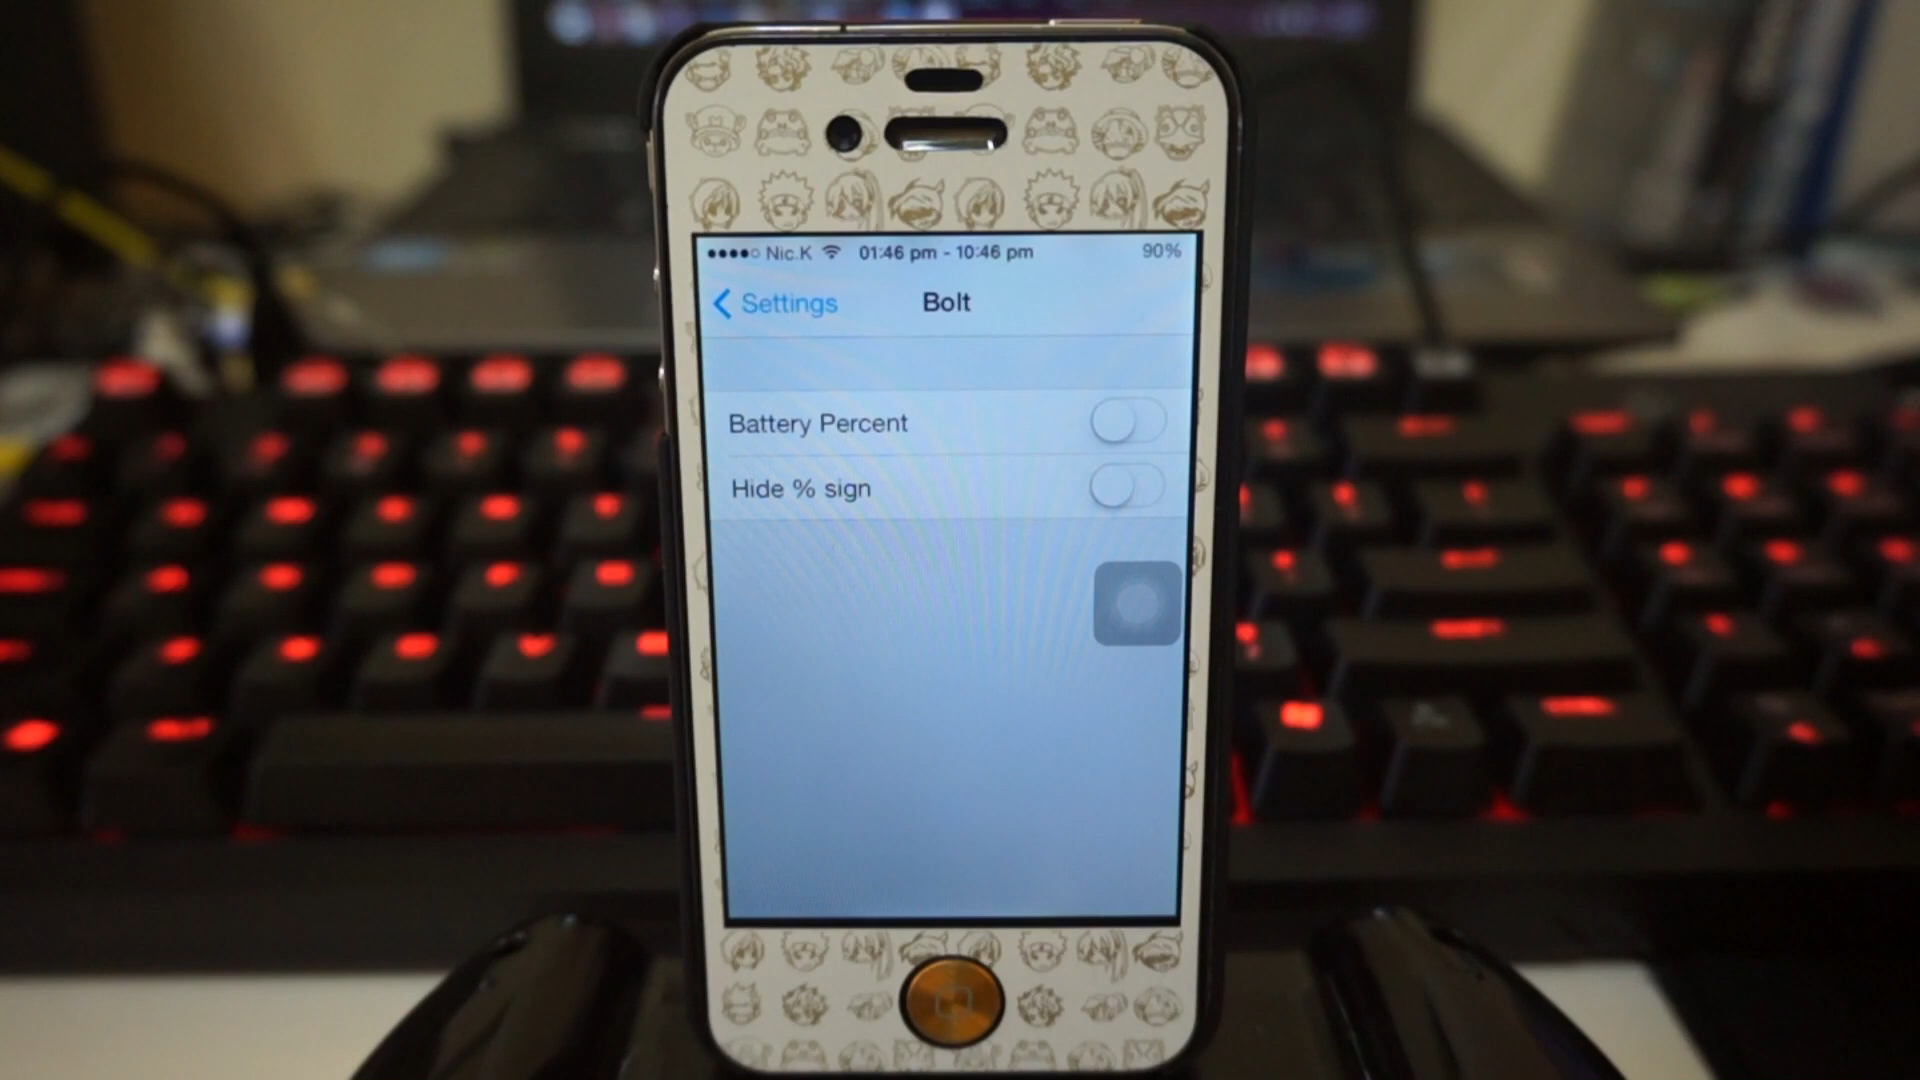 Nic.K 01:46 pm - 10:46 pm 90%
Settings Bolt
Battery Percent
Hide % sign